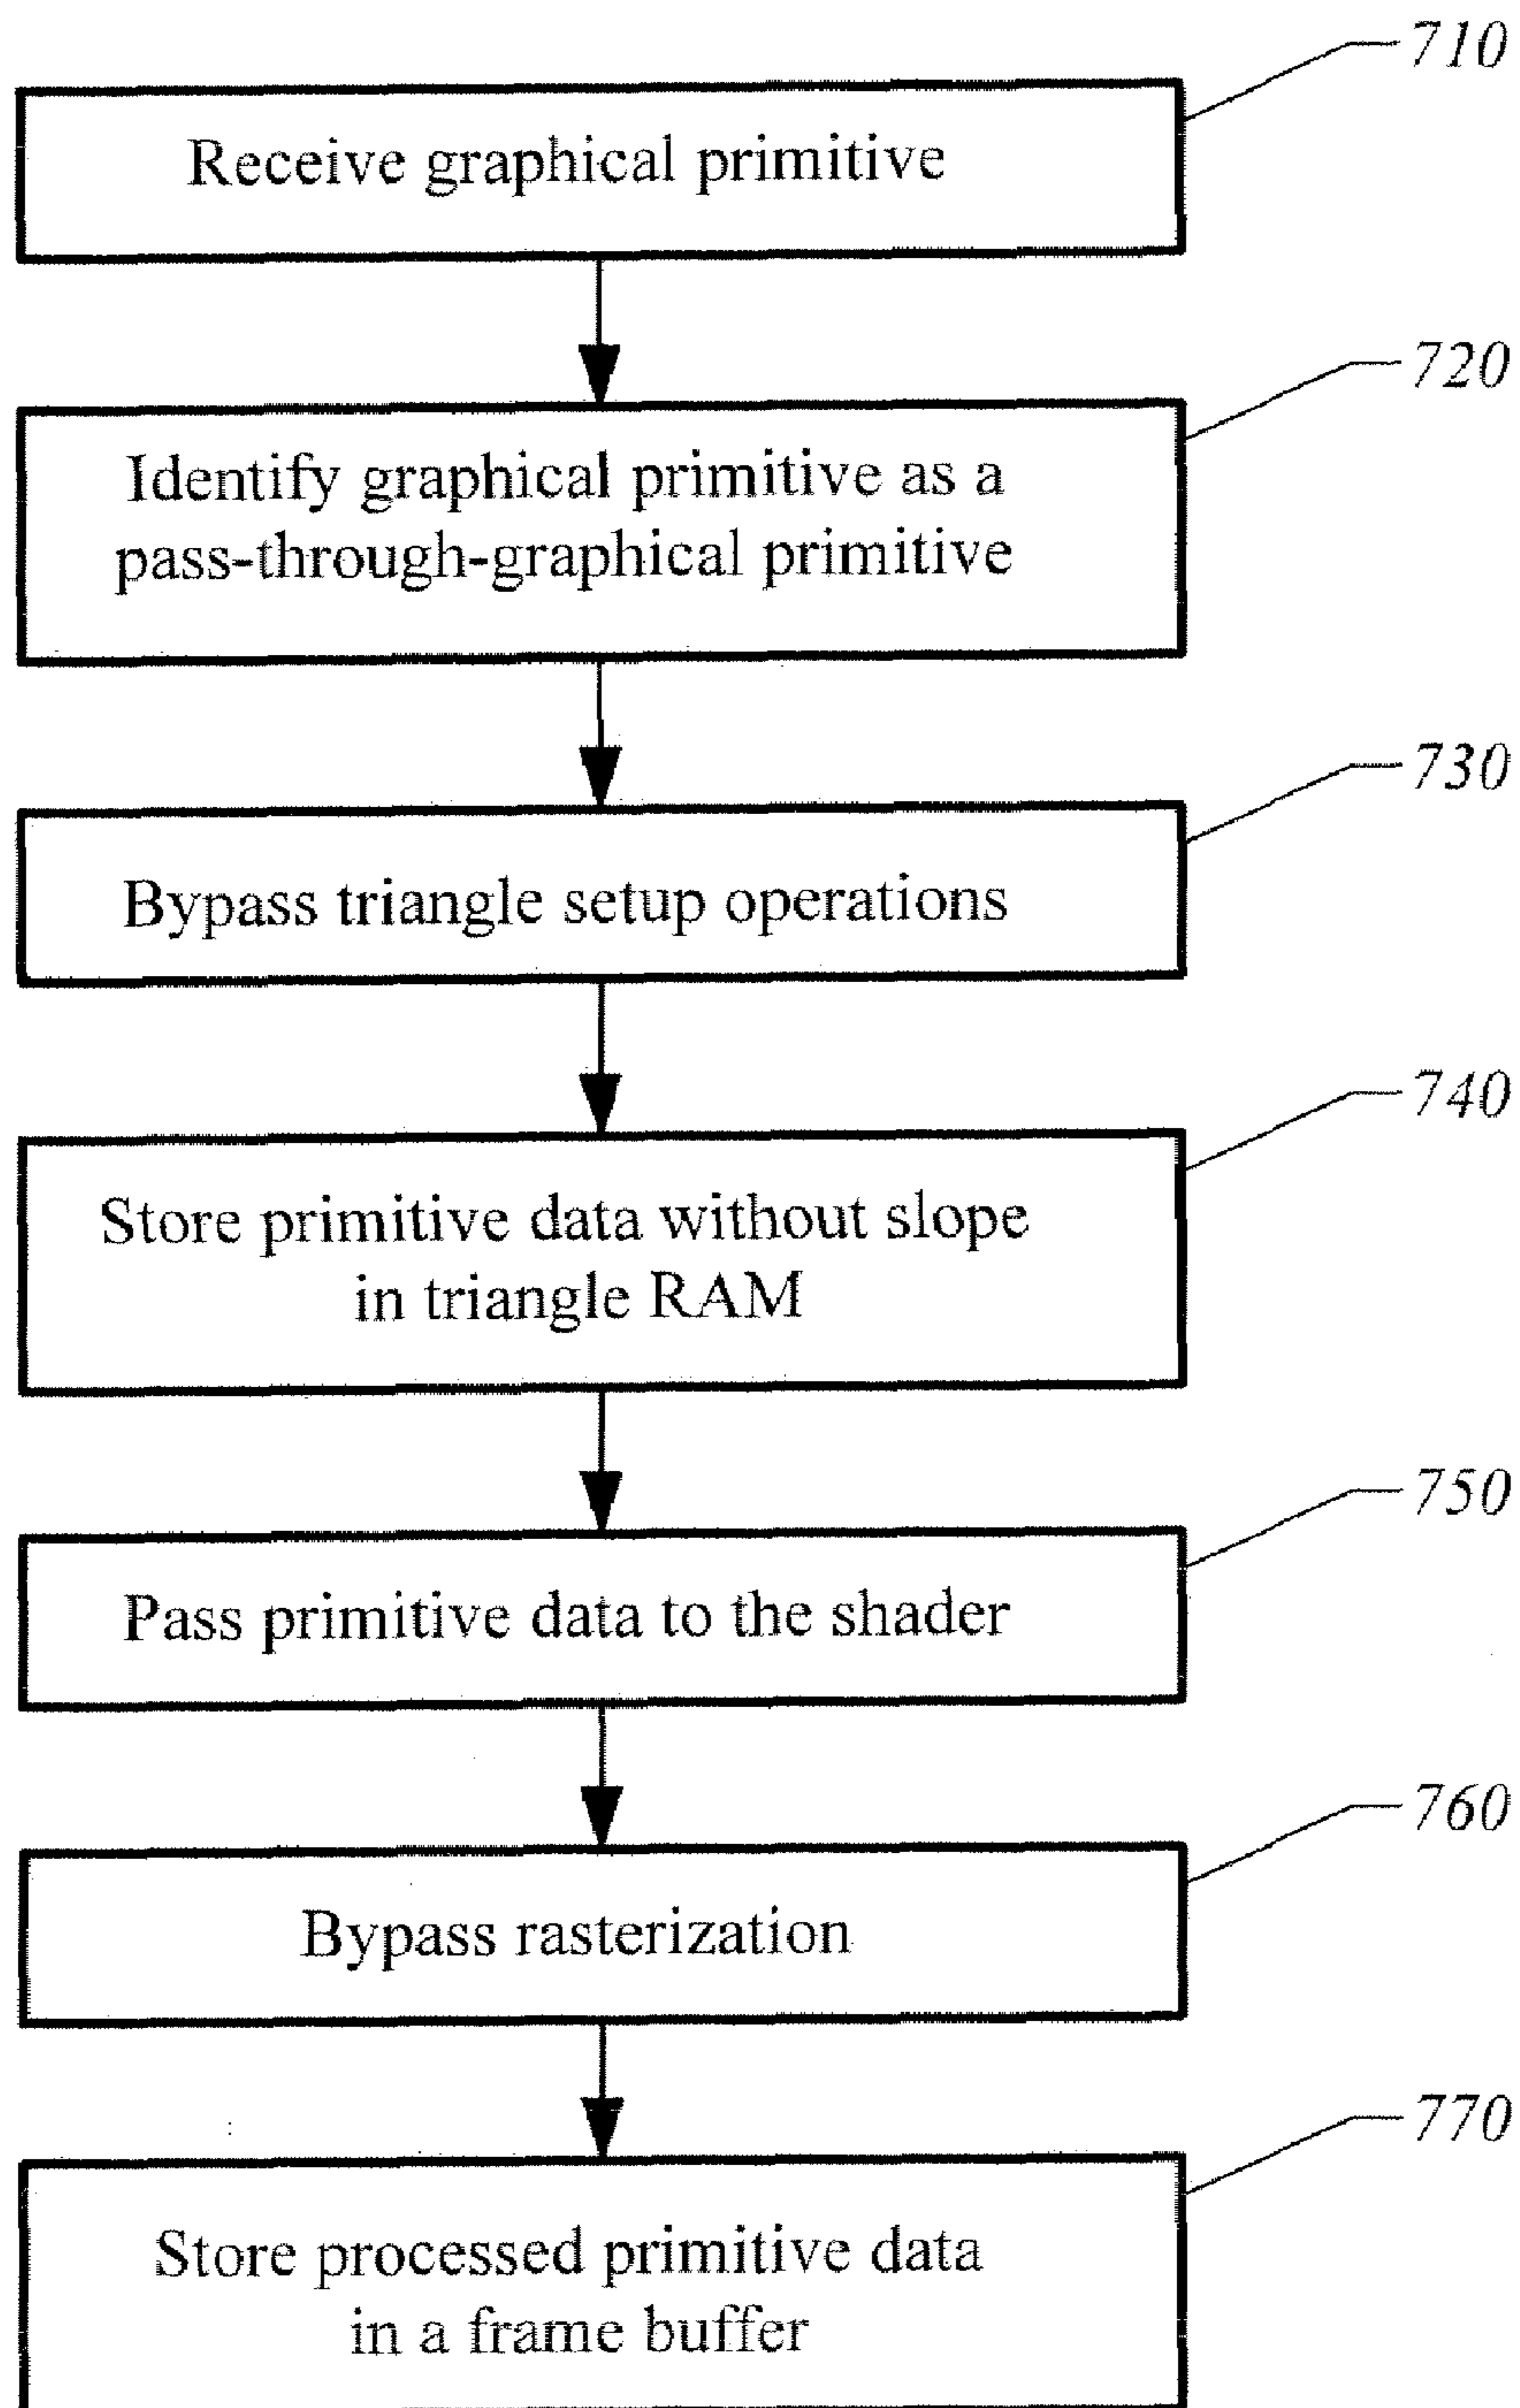 710
Receive graphical primitive
720
Identify graphical primitive as a
pass-through-graphical primitive
730
Bypass triangle setup operations
740
Store primitive data without slope
in triangle RAM
750
Pass primitive data to the shader
760
Bypass rasterization
770
Store processed primitive data
in a frame buffer